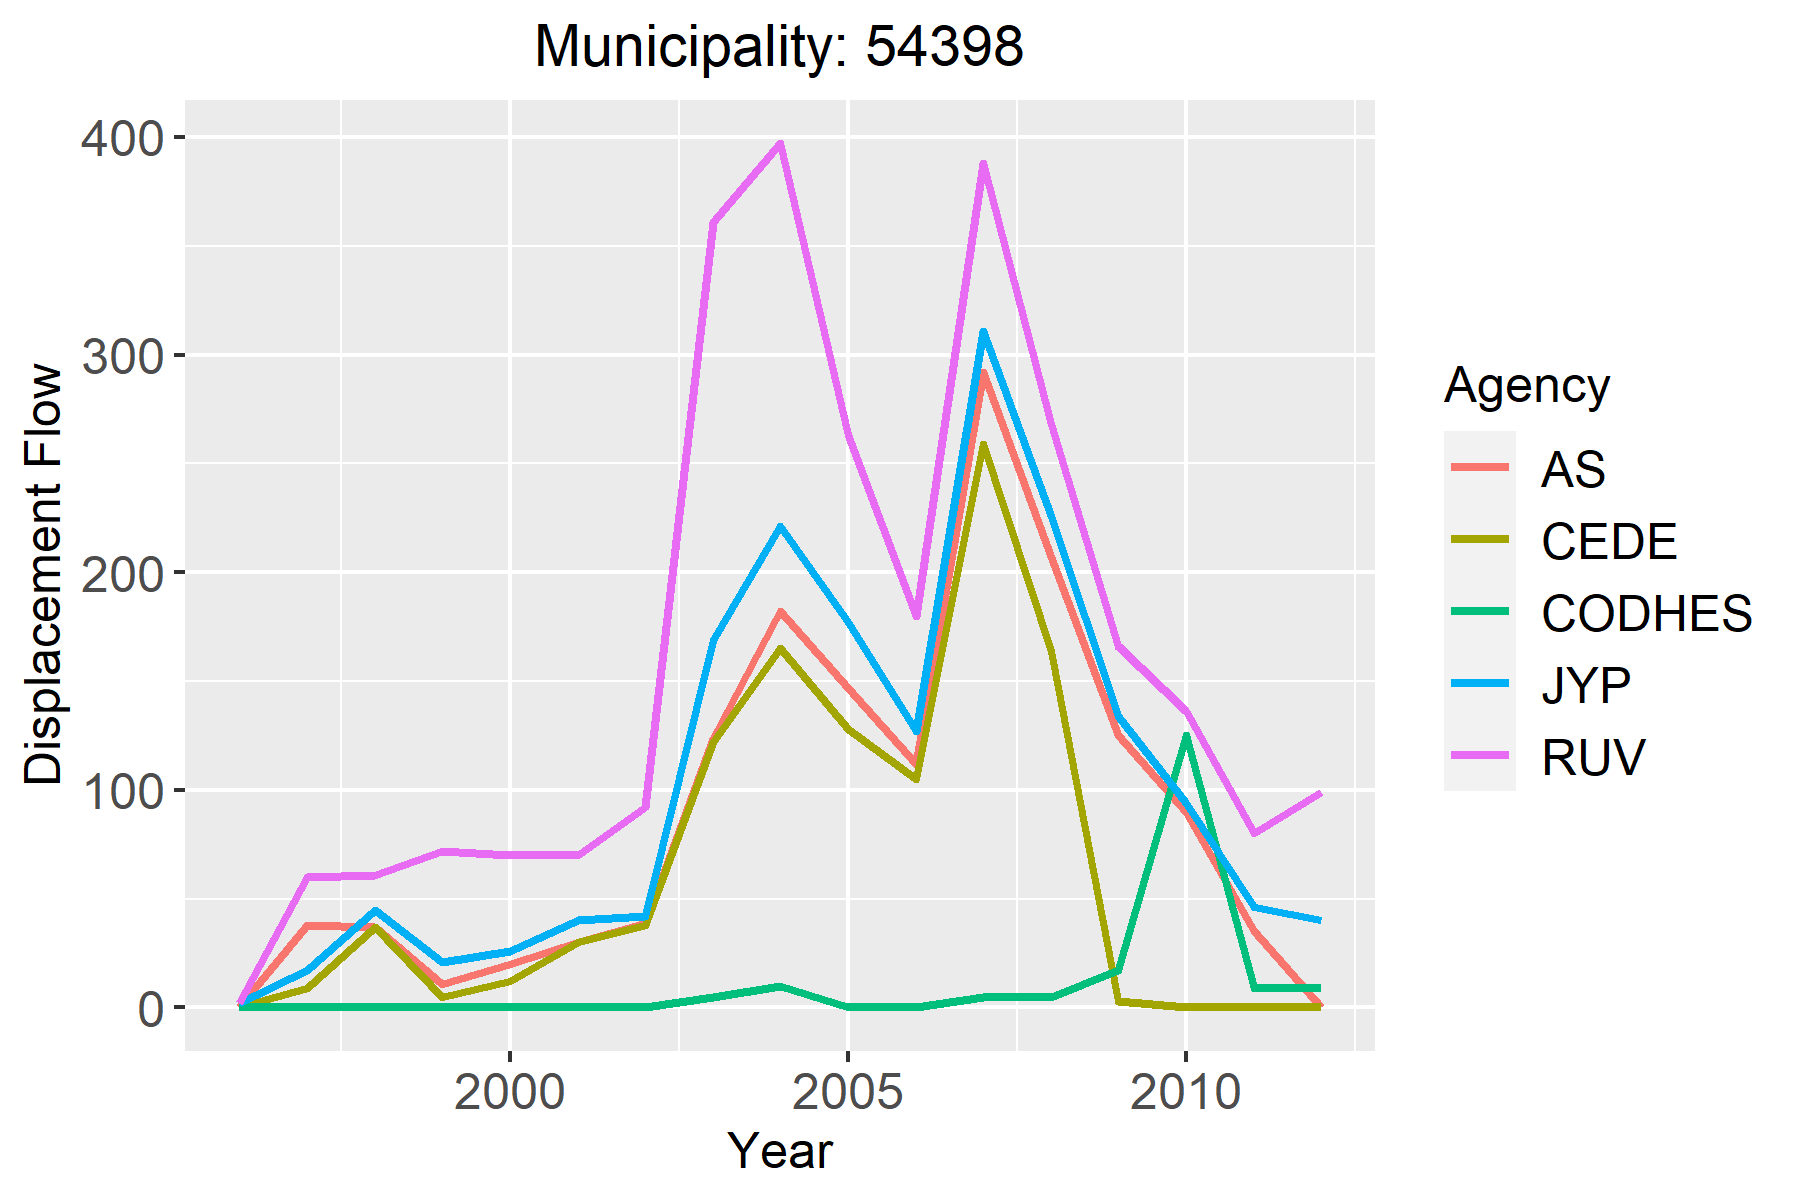 Municipality: 54398
Displacement Flow
400
300
200
100
0
2000 2005 2010
Year
Agency
AS
CEDE
CODHES
JYP
RUV